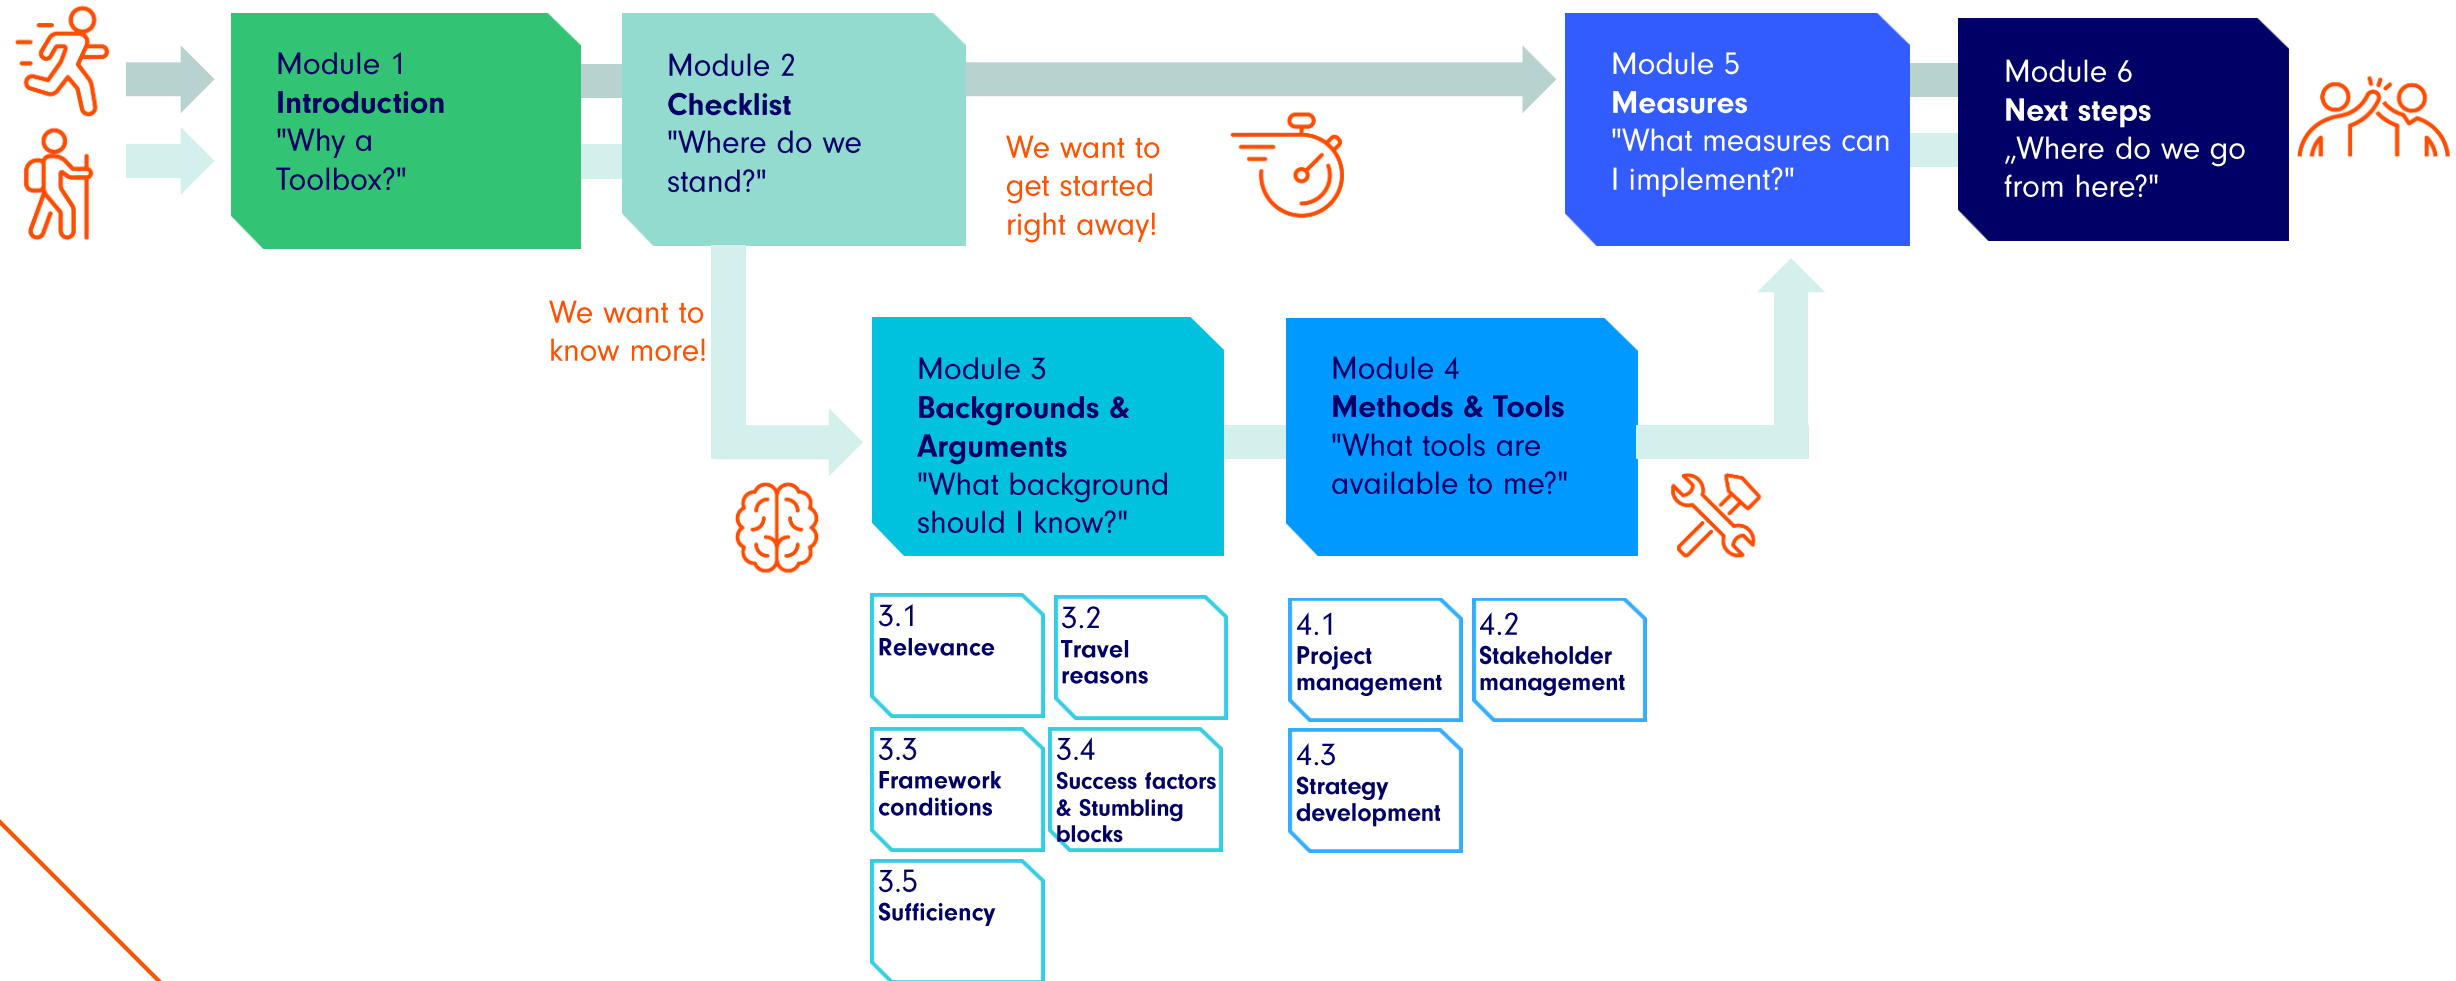 Module 1
Introduction
"Why a
Toolbox?"
Module 2
Checklist
"Where do we
stand?"
We want to
get started
right away!
Module 5
Measures
"What measures can
I implement?"
Module 6
Next steps
„Where do we go
from here?"
We want to
know more!
Module 3
Backgrounds &
Arguments
"What background
should I know?"
Module 4
Methods & Tools
"What tools are
available to me?"
3.1
Relevance
3.2
Travel
reasons
3.3
Framework
conditions
3.4
Success factors
& Stumbling
blocks
3.5
Sufficiency
4.1
Project
management
4.2
Stakeholder
management
4.3
Strategy
development